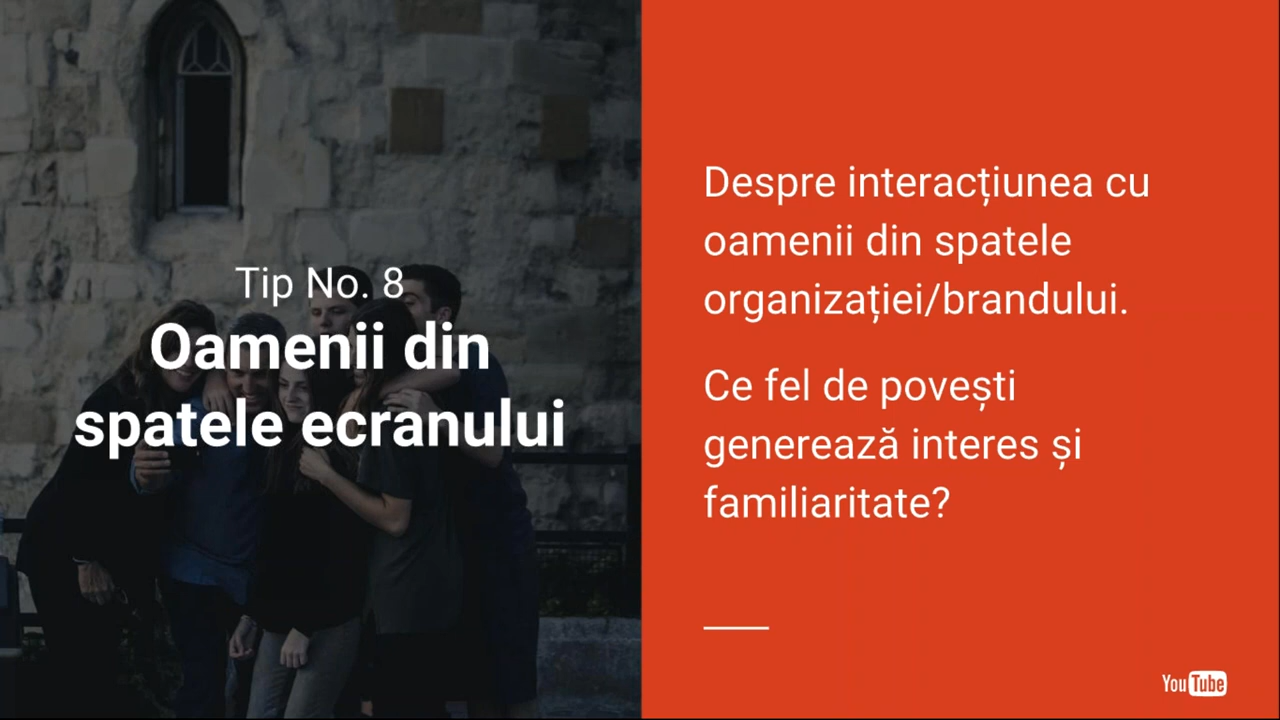 Tip No. 8
Oamenii din
spatele ecranului
Despre interacțiunea cu
oamenii din spatele
organizației/brandului.
Ce fel de povești
generează interes și
familiaritate?
YouTube